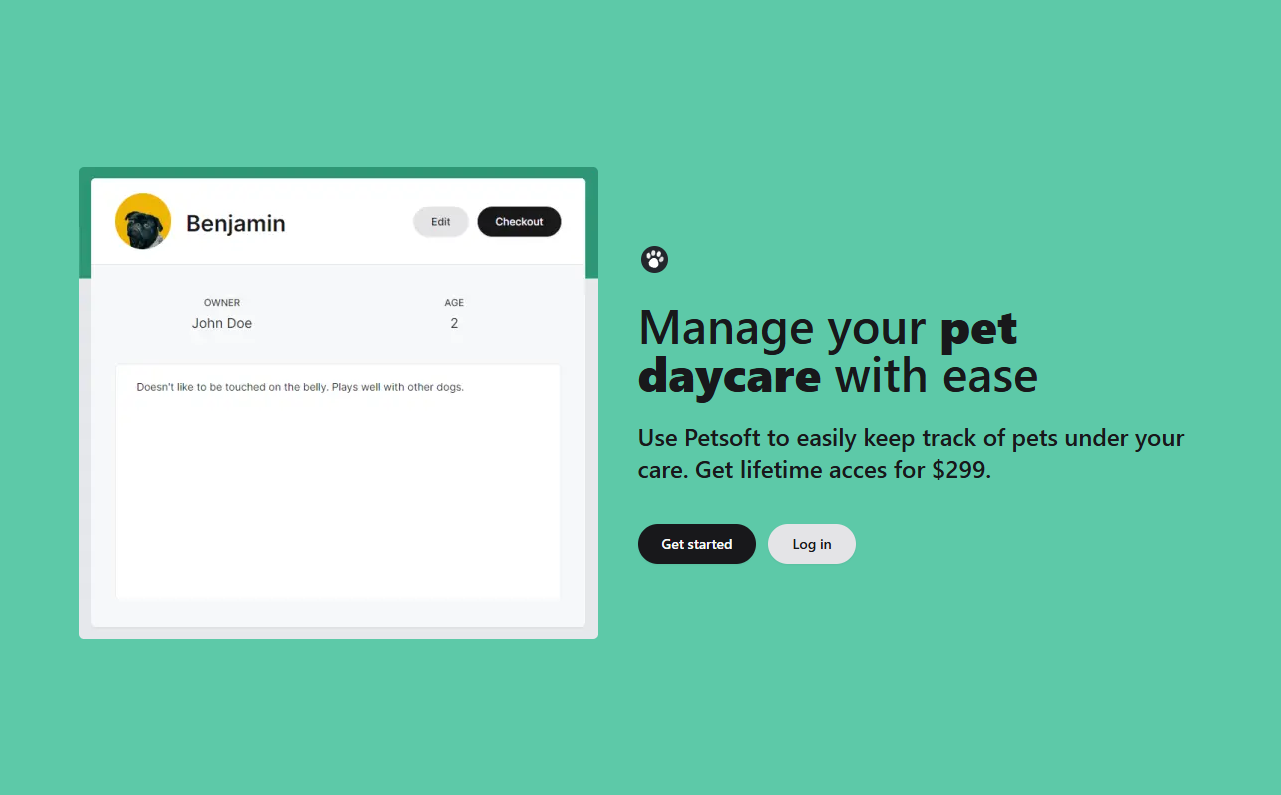 Benjamin
Edit
Checkout
OWNER
AGE
John Doe
2
Doesn't like to be touched on the belly. Plays well with other dogs.
Manage your pet
daycare with ease
Use Petsoft to easily keep track of pets under your
care. Get lifetime acces for $299.
Get started
Log in